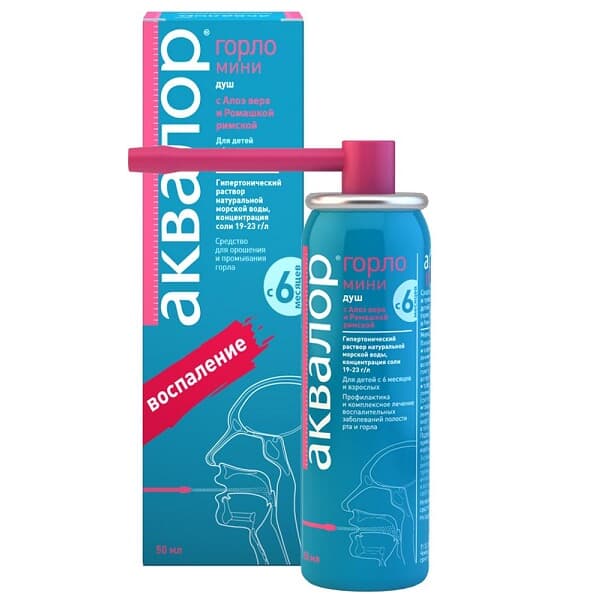 аквалор®
горло
мини
душ
с Алоэ вера
и Ромашкой
римской
Для детей
Гипертонический
раствор
натуральной
морской воды,
концентрация
соли 19-23 г/л
Средство
для орошения
и промывания
горла
с 6
месяцев
воспаление
50 мл
аквалор®
горло
мини
душ
с Алоэ вера
и Ромашкой
римской
с 6
месяцев
Гипертонический
раствор натуральной
морской воды,
концентрация соли
19-23 г/л
Для детей с 6 месяцев
и взрослых
Профилактика
и комплексное лечение
воспалительных
заболеваний полости
рта и горла
мл